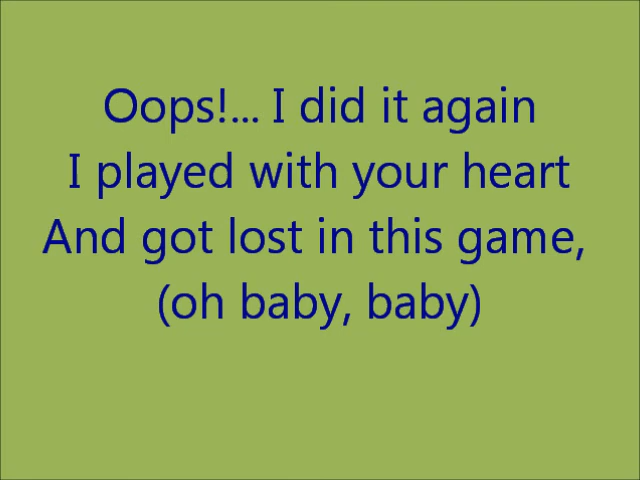 Oops!... I did it again
I played with your heart
And got lost in this game,
(oh baby, baby)